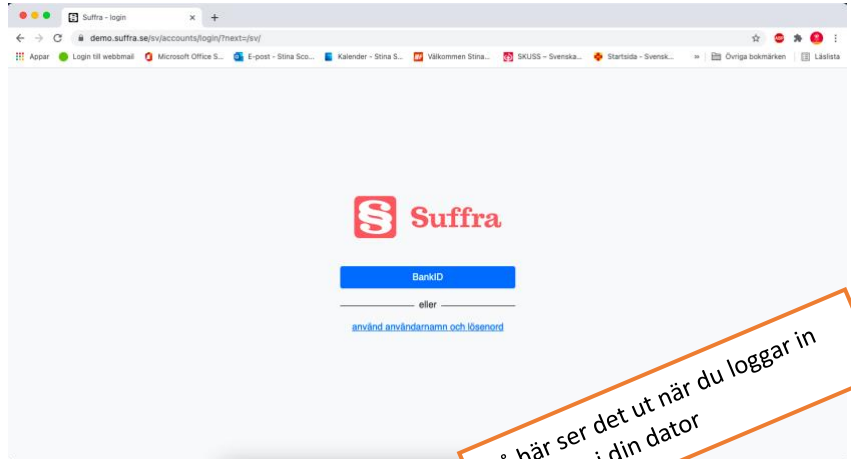 Suffra - login
demo.suffra.se/sv/accounts/login/?next=/sv/
Appar Login till webbmail Microsoft Office S... E-post - Stina Sco... Kalender - Stina S... Välkommen Stina... SKUSS – Svenska... Startsida - Svensk... » Övriga bokmärken Läslista
Suffra
BankID
eller
använd användarnamn och lösenord
här ser det ut när du loggar in
i din dator